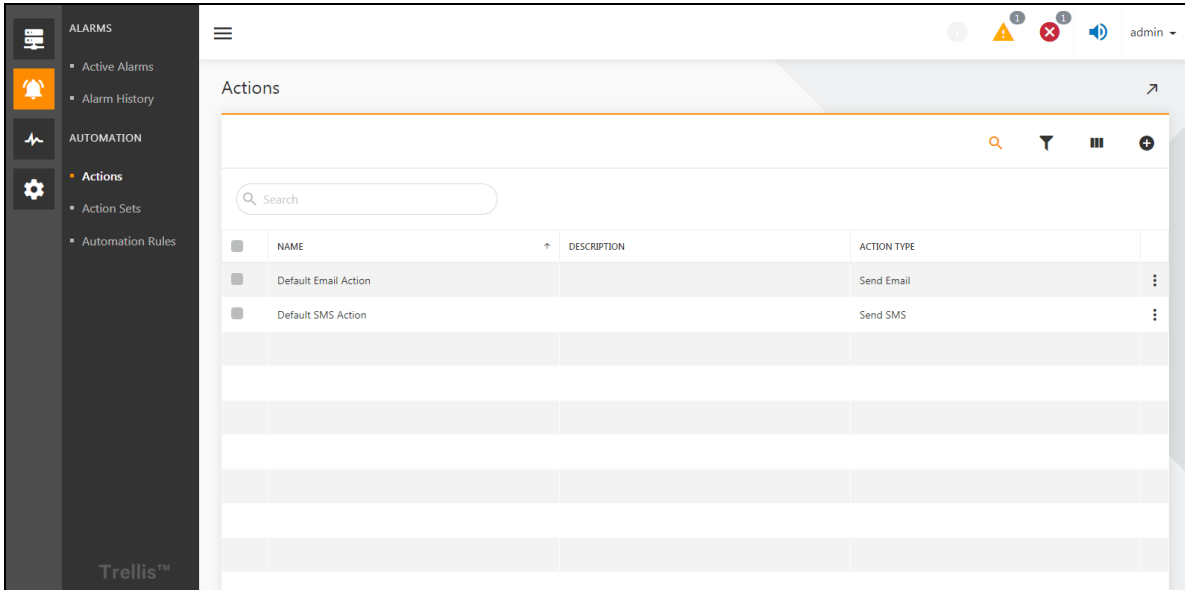 ALARMS
Active Alarms
Alarm History
AUTOMATION
Actions
Action Sets
Automation Rules
Trellis™
1
1
admin
Actions
Search
NAME DESCRIPTION ACTION TYPE
Default Email Action Send Email
Default SMS Action Send SMS